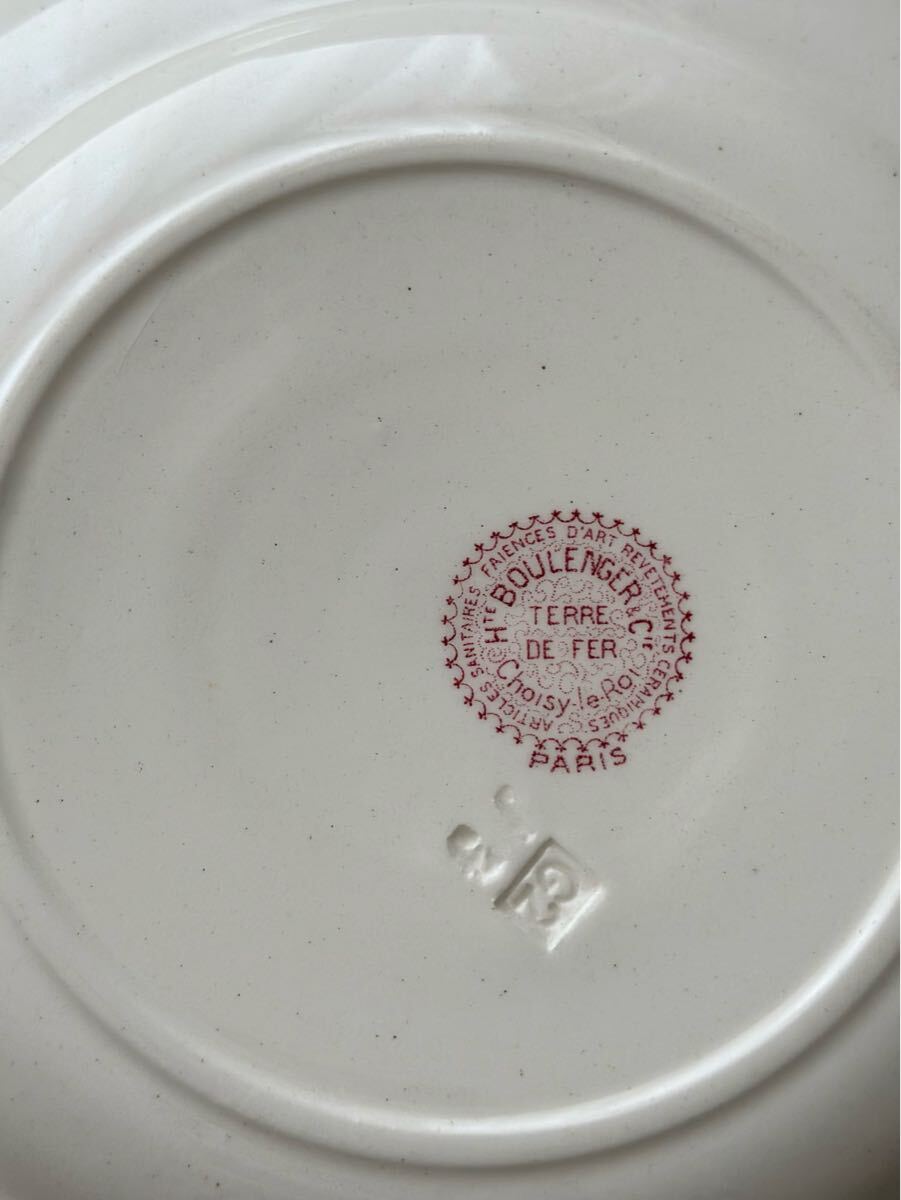 ARTICLES SANITAIRES FAIENCES D'ART REVETEMENTS CERAMIQUES
Hte BOULENGER & Cie
TERRE
DE FER
Choisy-le-Roi
PARIS